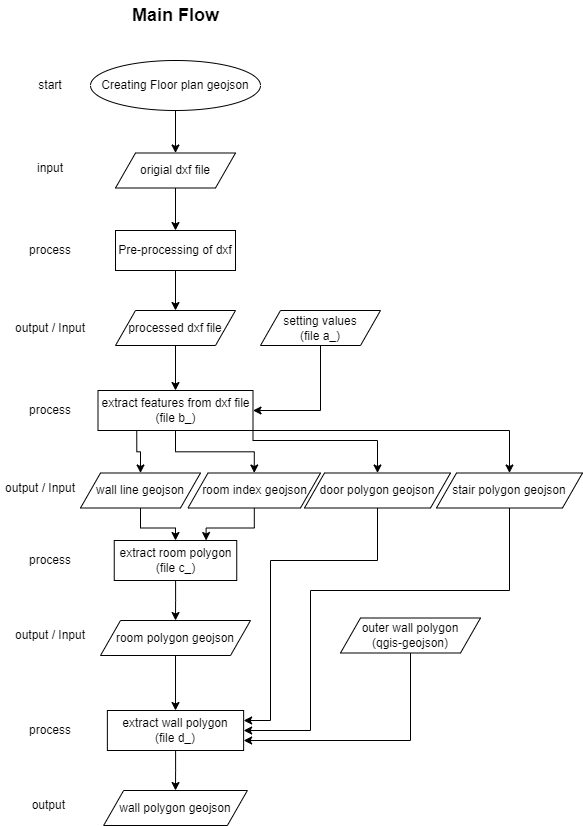 Main Flow
start
Creating Floor plan geojson
input
origial dxf file
process
Pre-processing of dxf
output / Input
processed dxf file
setting values
(file a_)
process
extract features from dxf file
(file b_)
output / Input
wall line geojson
room index geojson
door polygon geojson
stair polygon geojson
process
extract room polygon
(file c_)
output / Input
room polygon geojson
outer wall polygon
(qgis-geojson)
process
extract wall polygon
(file d_)
output
wall polygon geojson